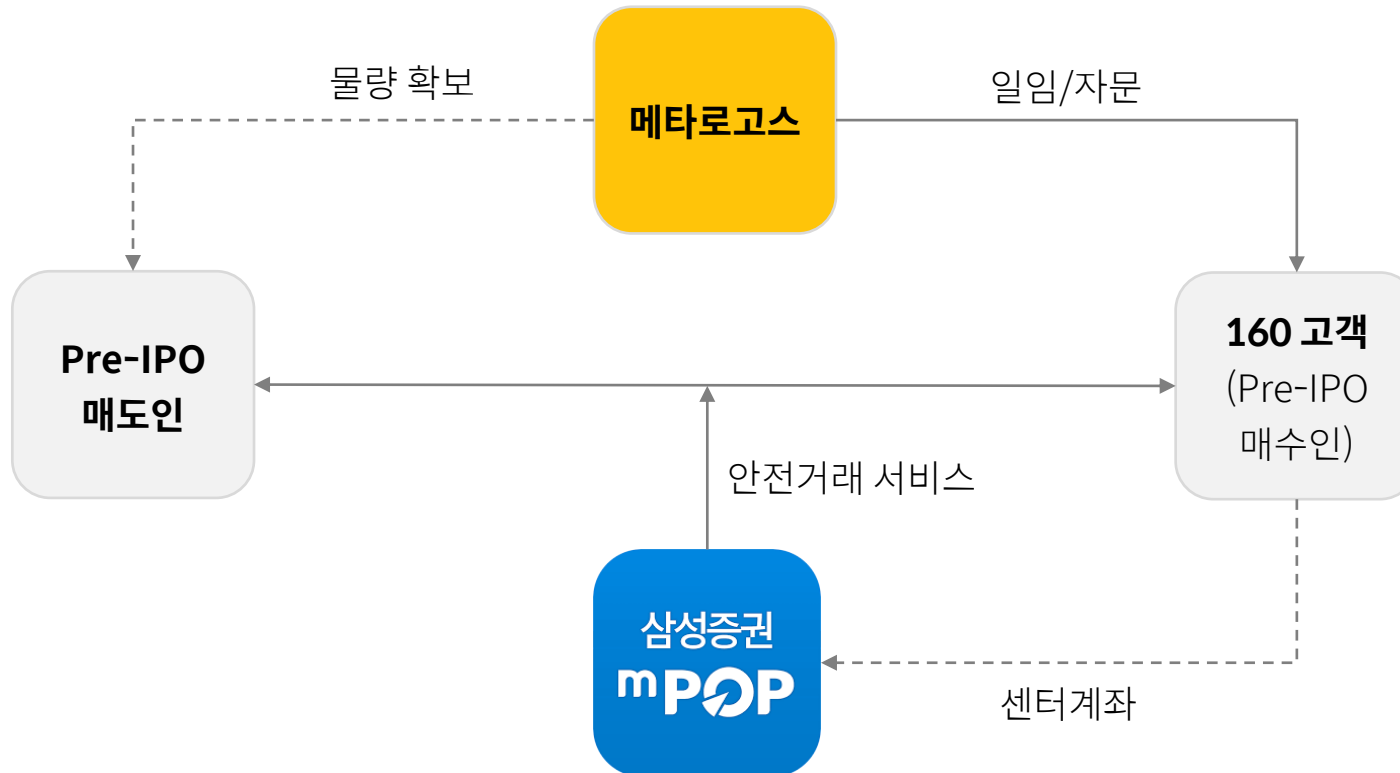 물량 확보
일임/자문
메타로고스
Pre-IPO
매도인
160 고객
(Pre-IPO
매수인)
안전거래 서비스
삼성증권
mPOP
센터계좌